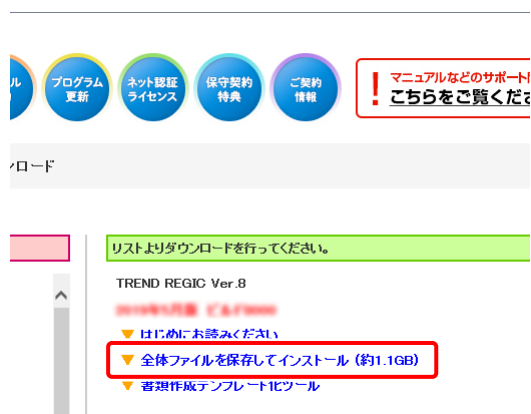 ル
プログラム
更新
ネット認証
ライセンス
保守契約
特典
ご契約
情報
! マニュアルなどのサポート
こちらをご覧くださ
ンロード
リストよりダウンロードを行ってください。
TREND REGIC Ver.8
はじめにお読みください
全体ファイルを保存してインストール (約1.1GB)
書類作成テンプレート化ツール